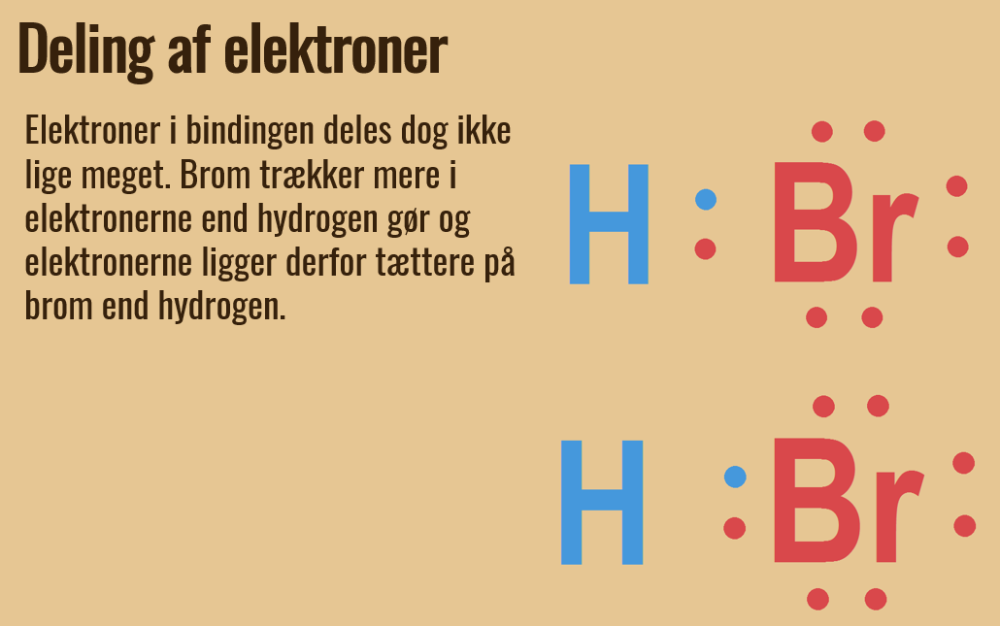 Deling af elektroner
Elektroner i bindingen deles dog ikke
lige meget. Brom trækker mere i
elektronerne end hydrogen gør og
elektronerne ligger derfor tættere på
brom end hydrogen.
H Br
H Br